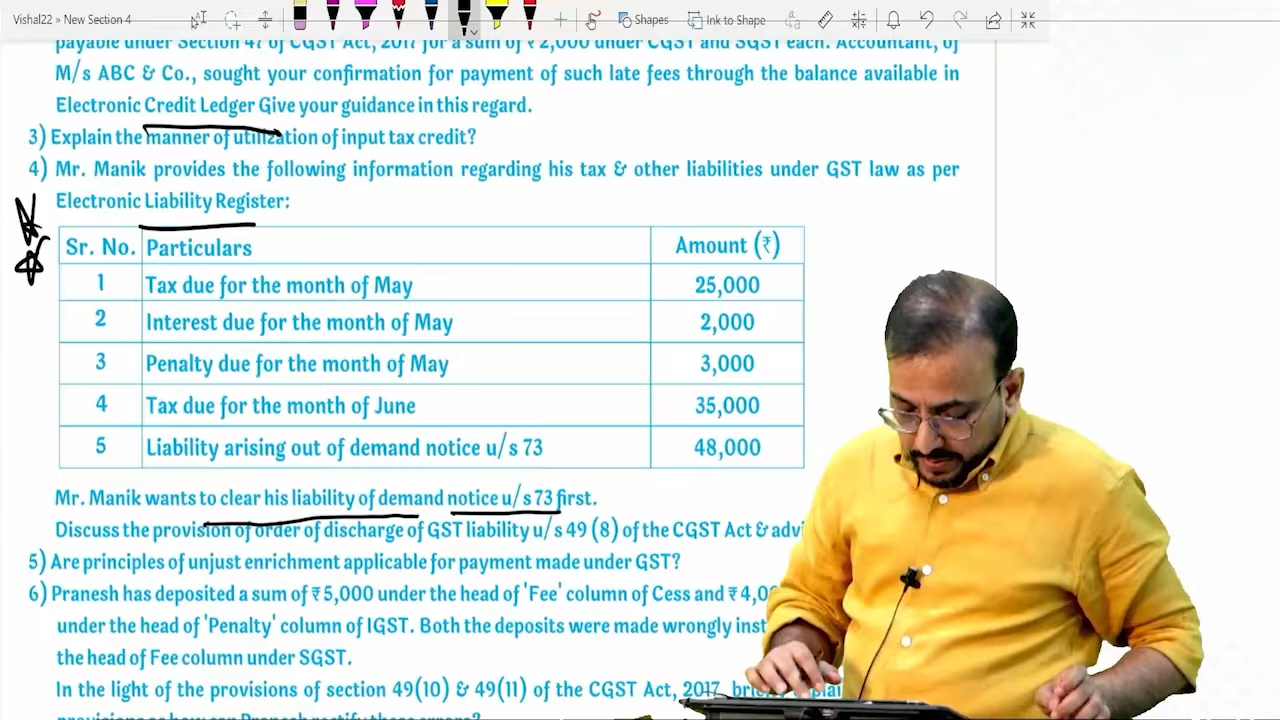 Vishal22 » New Section 4
Shapes
Ink to Shape
payable under Section 47 of CGST Act, 2017 for a sum of ₹ 2,000 under CGST and SGST each. Accountant, of
M/s ABC & Co., sought your confirmation for payment of such late fees through the balance available in
Electronic Credit Ledger Give your guidance in this regard.
3) Explain the manner of utilization of input tax credit?
4) Mr. Manik provides the following information regarding his tax & other liabilities under GST law as per
Electronic Liability Register:
Sr. No. Particulars Amount (₹)
1 Tax due for the month of May 25,000
2 Interest due for the month of May 2,000
3 Penalty due for the month of May 3,000
4 Tax due for the month of June 35,000
5 Liability arising out of demand notice u/s 73 48,000
Mr. Manik wants to clear his liability of demand notice u/s 73 first.
Discuss the provision of order of discharge of GST liability u/s 49 (8) of the CGST Act &
5) Are principles of unjust enrichment applicable for payment made under GST?
6) Pranesh has deposited a sum of ₹ 5,000 under the head of 'Fee' column of Cess and
under the head of 'Penalty' column of IGST. Both the deposits were made wrongly
the head of Fee column under SGST.
In the light of the provisions of section 49(10) & 49(11) of the CGST Act, 2017,